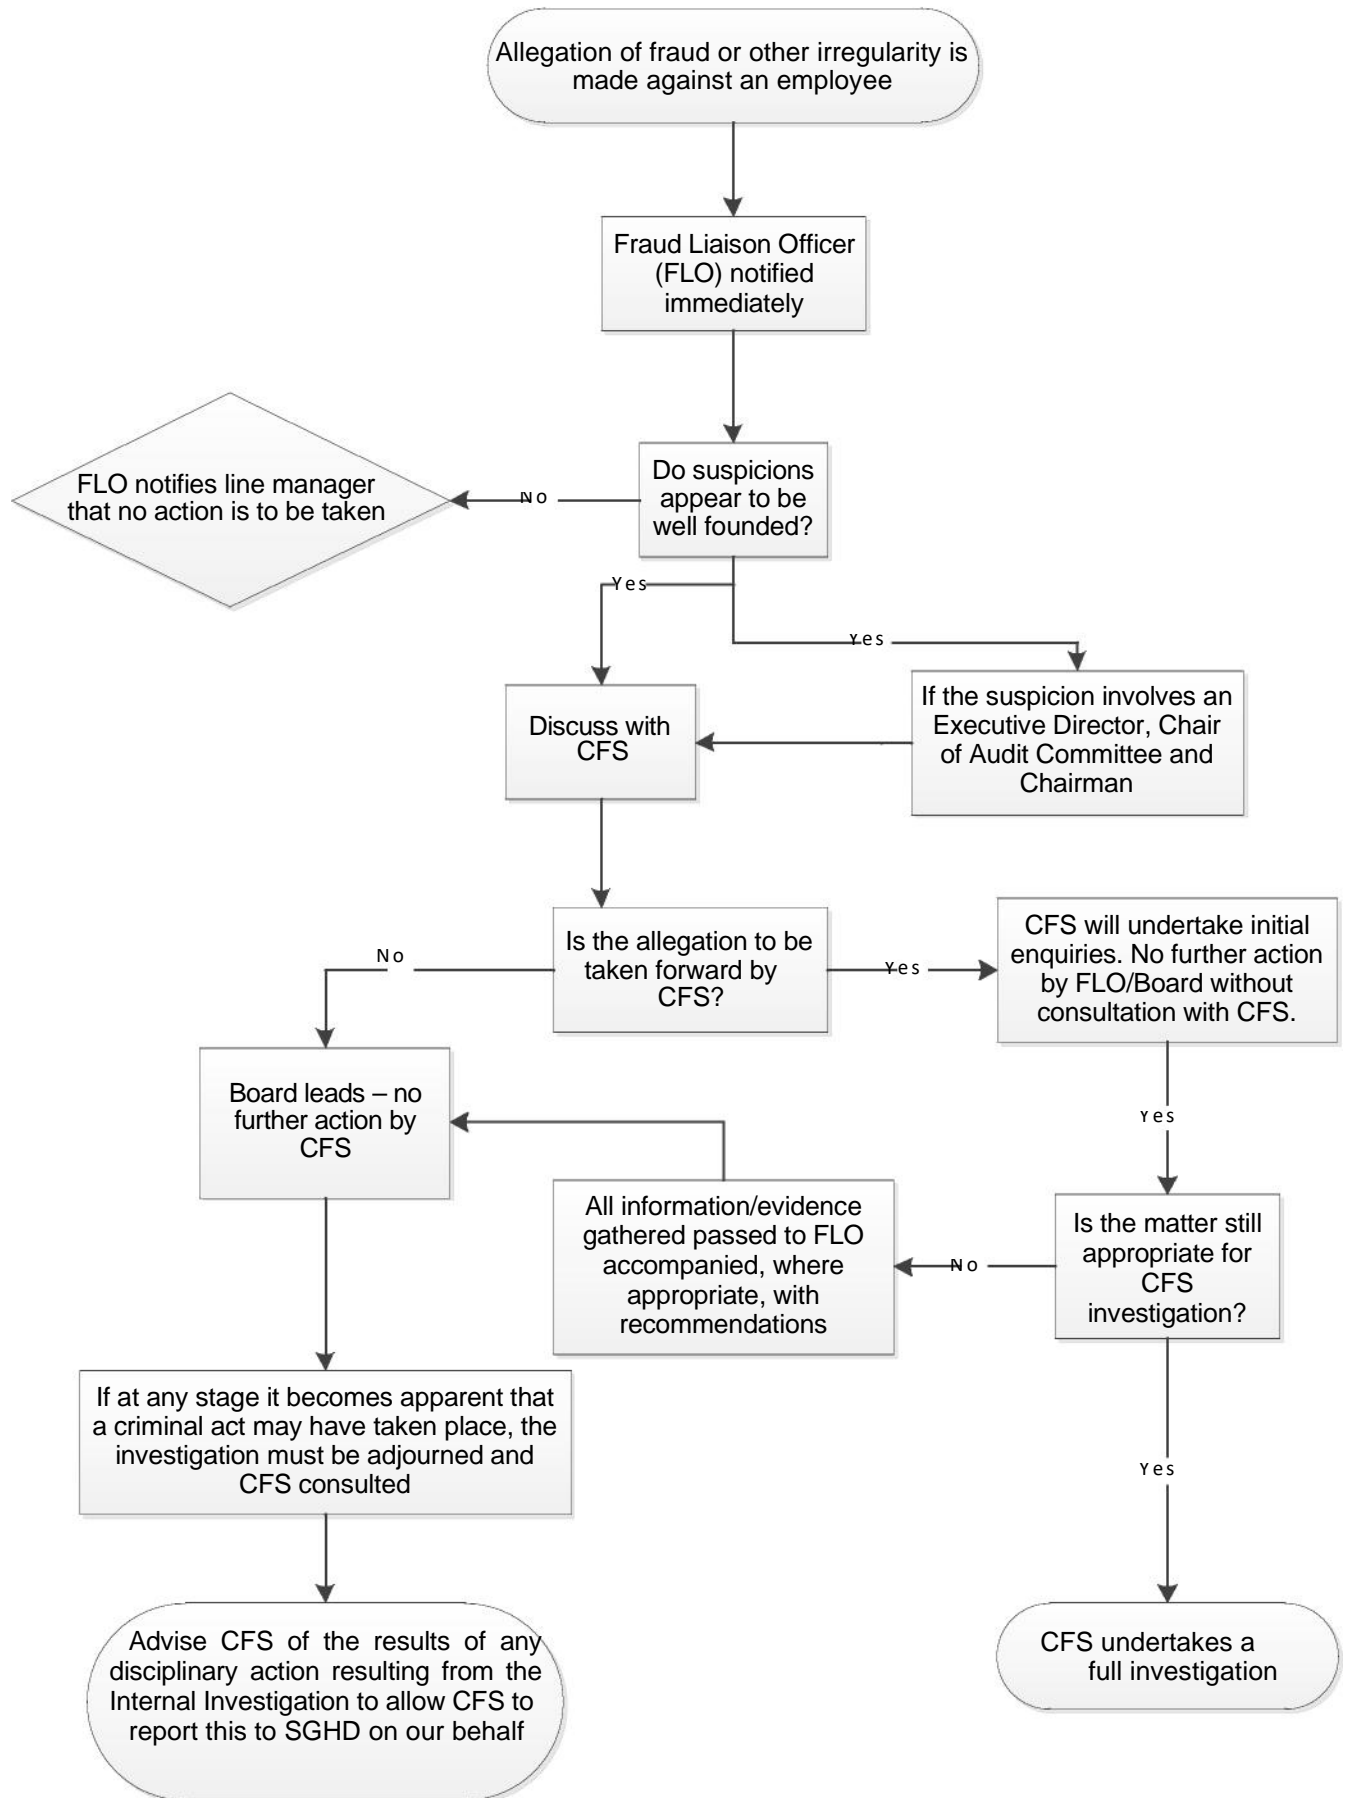 Allegation of fraud or other irregularity is
made against an employee
Fraud Liaison Officer
(FLO) notified
immediately
Do suspicions
appear to be
well founded?
No
FLO notifies line manager
that no action is to be taken
Yes
Yes
Discuss with
CFS
If the suspicion involves an
Executive Director, Chair
of Audit Committee and
Chairman
Is the allegation to be
taken forward by
CFS?
No
Yes
CFS will undertake initial
enquiries. No further action
by FLO/Board without
consultation with CFS.
Board leads – no
further action by
CFS
Yes
All information/evidence
gathered passed to FLO
accompanied, where
appropriate, with
recommendations
No
Is the matter still
appropriate for
CFS
investigation?
If at any stage it becomes apparent that
a criminal act may have taken place, the
investigation must be adjourned and
CFS consulted
Yes
Advise CFS of the results of any
disciplinary action resulting from the
Internal Investigation to allow CFS to
report this to SGHD on our behalf
CFS undertakes a
full investigation